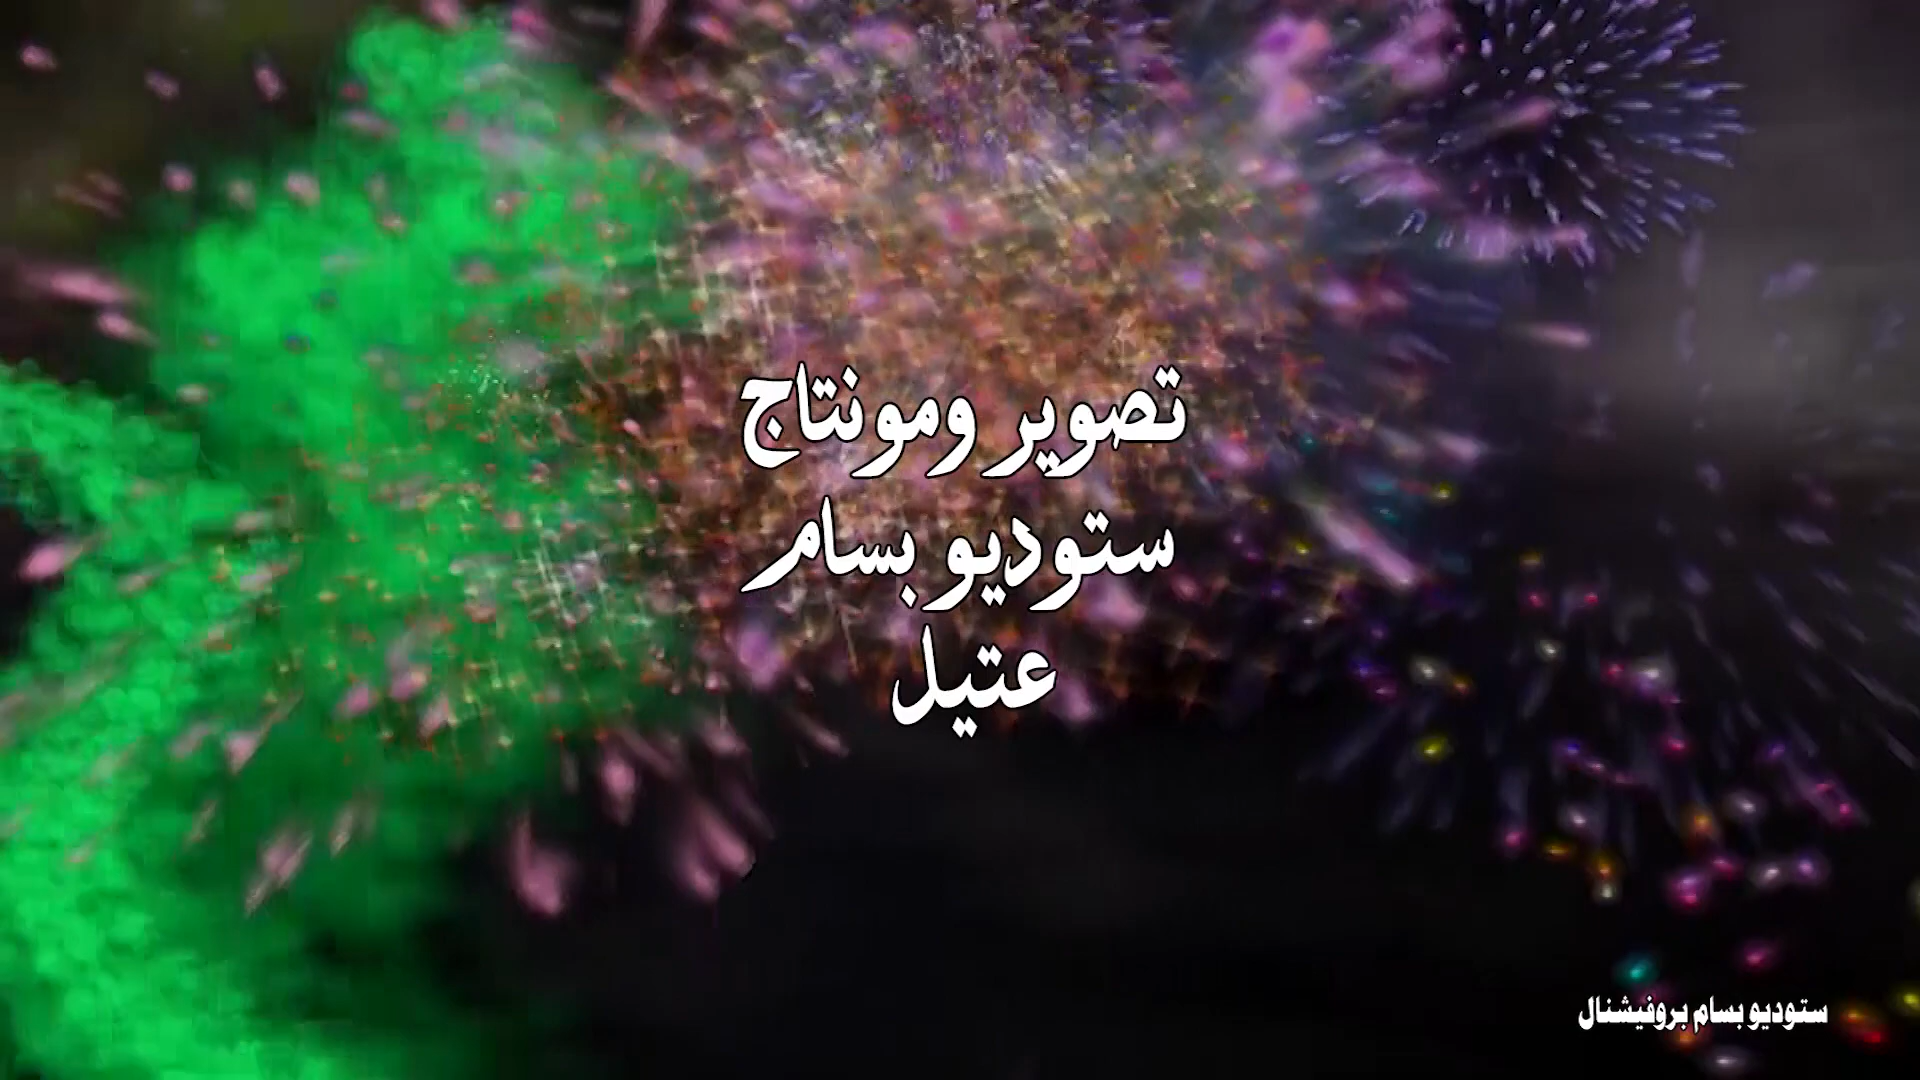 تصوير ومونتاج
ستوديو بسام
عتيل
ستوديو بسام بروفيشنال